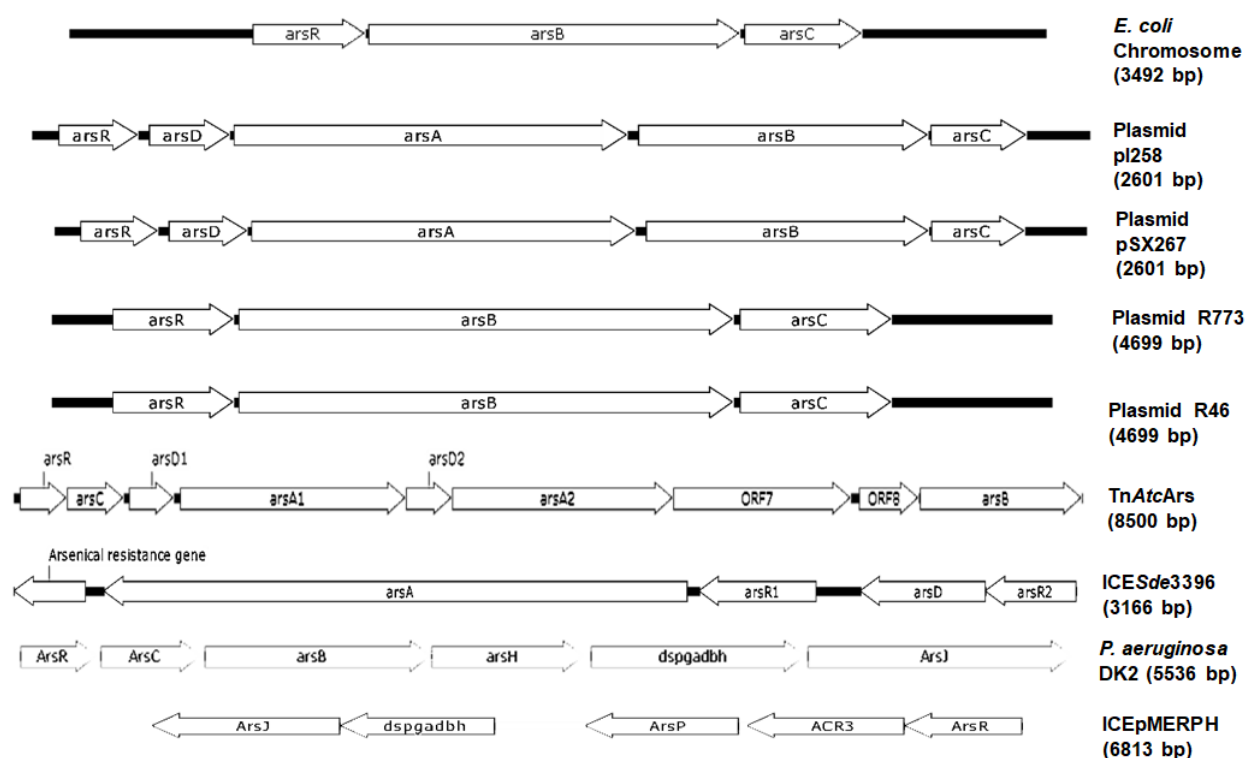 arsR arsB arsC
E. coli
Chromosome
(3492 bp)
arsR arsD arsA arsB arsC
Plasmid
pI258
(2601 bp)
arsR arsD arsA arsB arsC
Plasmid
pSX267
(2601 bp)
arsR arsB arsC
Plasmid R773
(4699 bp)
arsR arsB arsC
Plasmid R46
(4699 bp)
arsR arsD1 arsD2
arsC arsA1 arsA2 ORF7 ORF8 arsB
TnAtcArs
(8500 bp)
Arsenical resistance gene
arsA arsR1 arsD arsR2
ICESde3396
(3166 bp)
ArsR ArsC arsB arsH dspgadbh ArsJ
P. aeruginosa
DK2 (5536 bp)
ArsJ dspgadbh ArsP ACR3 ArsR
ICEpMERPH
(6813 bp)